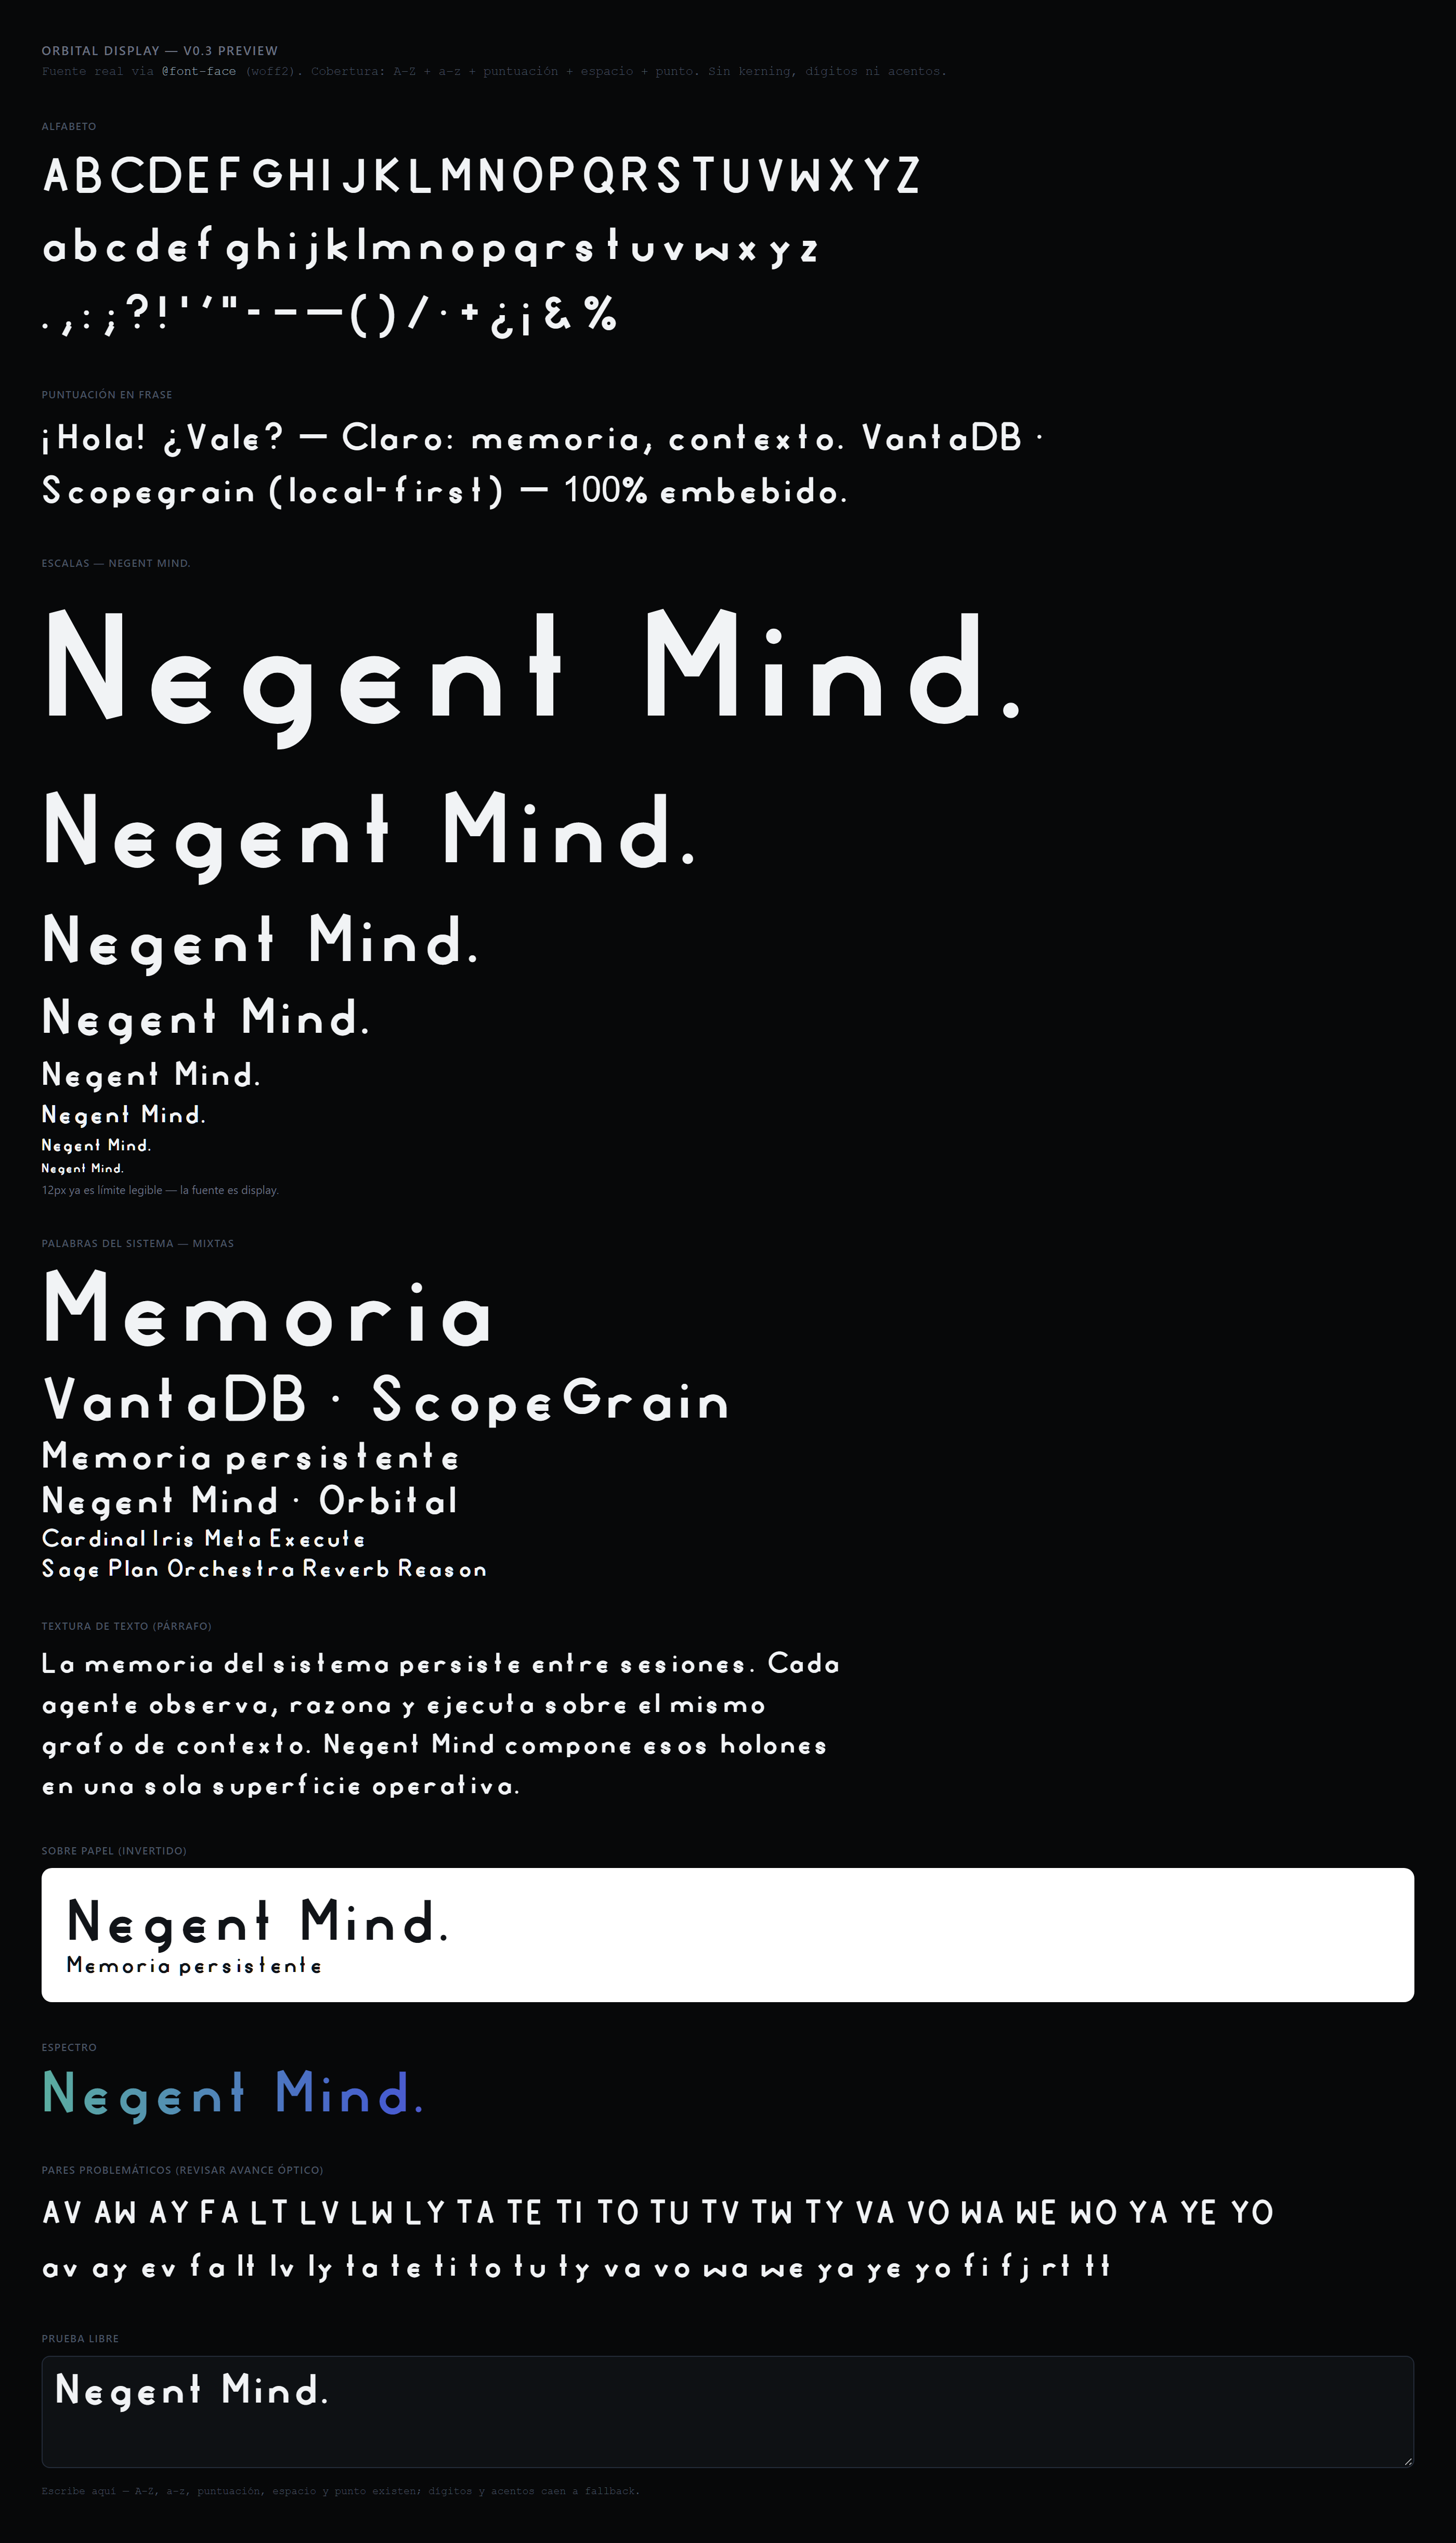 ORBITAL DISPLAY — V0.3 PREVIEW
Fuente real via @font-face (woff2). Cobertura: A-Z + a-z + puntuación + espacio + punto. Sin kerning, dígitos ni acentos.
ALFABETO
ABCDEFGHIJKLMNOPQRSTUVWXYZ
abcdefghijklmnopqrstuvwxyz
.,:;?!'’"-–—()/·+¿¡&%
PUNTUACIÓN EN FRASE
¡Hola! ¿Vale? — Claro: memoria, contexto. VantaDB ·
Scopegrain (local-first) — 100% embebido.
ESCALAS — NEGENT MIND.
Negent Mind.
Negent Mind.
Negent Mind.
Negent Mind.
Negent Mind.
Negent Mind.
Negent Mind.
Negent Mind.
12px ya es límite legible — la fuente es display.
PALABRAS DEL SISTEMA — MIXTAS
Memoria
VantaDB · ScopeGrain
Memoria persistente
Negent Mind · Orbital
Cardinal Iris Meta Execute
Sage Plan Orchestra Reverb Reason
TEXTURA DE TEXTO (PÁRRAFO)
La memoria del sistema persiste entre sesiones. Cada
agente observa, razona y ejecuta sobre el mismo
grafo de contexto. Negent Mind compone esos holones
en una sola superficie operativa.
SOBRE PAPEL (INVERTIDO)
Negent Mind.
Memoria persistente
ESPECTRO
Negent Mind.
PARES PROBLEMÁTICOS (REVISAR AVANCE ÓPTICO)
AV AW AY FA LT LV LW LY TA TE TI TO TU TV TW TY VA VO WA WE WO YA YE YO
av ay ev fa lt lv ly ta te ti to tu ty va vo wa we ya ye yo fi fj rt tt
PRUEBA LIBRE
Negent Mind.
Escribe aquí — A-Z, a-z, puntuación, espacio y punto existen; dígitos y acentos caen a fallback.